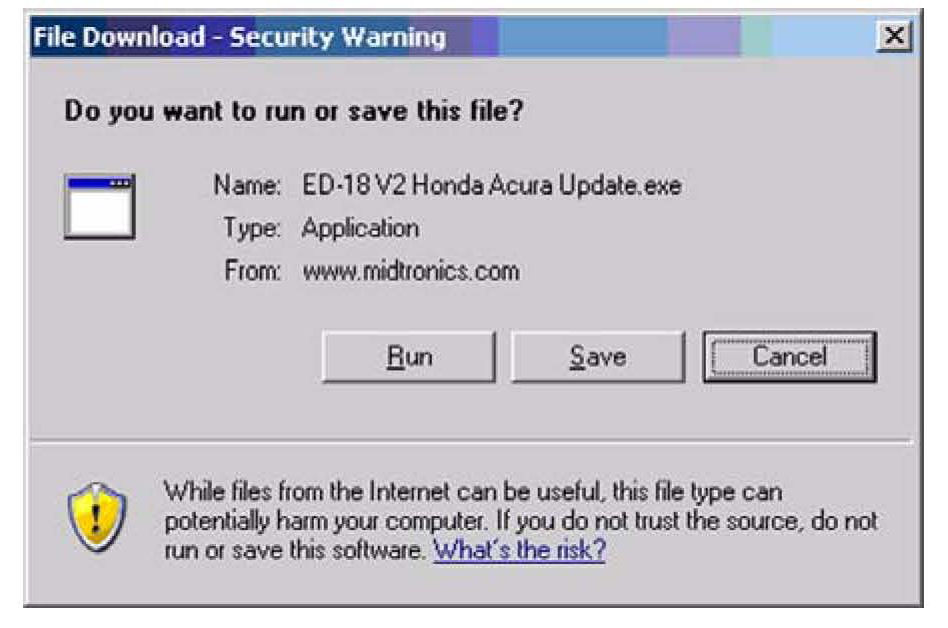 File Download - Security Warning
Do you want to run or save this file?
Name: ED-18 V2 Honda Acura Update.exe
Type: Application
From: www.midtronics.com
Run Save Cancel
While files from the Internet can be useful, this file type can
potentially harm your computer. If you do not trust the source, do not
run or save this software. What's the risk?